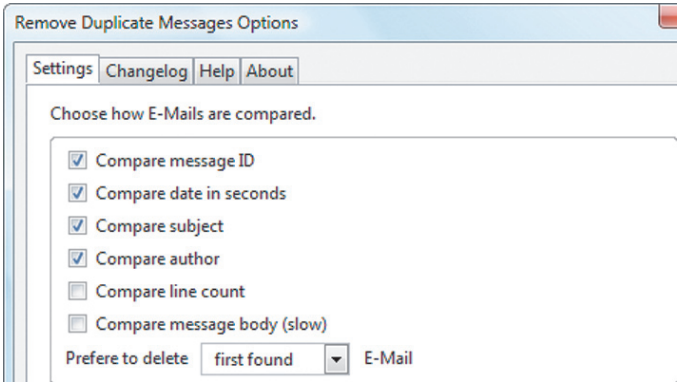 Remove Duplicate Messages Options
Settings Changelog Help About
Choose how E-Mails are compared.
Compare message ID
Compare date in seconds
Compare subject
Compare author
Compare line count
Compare message body (slow)
Prefere to delete first found E-Mail